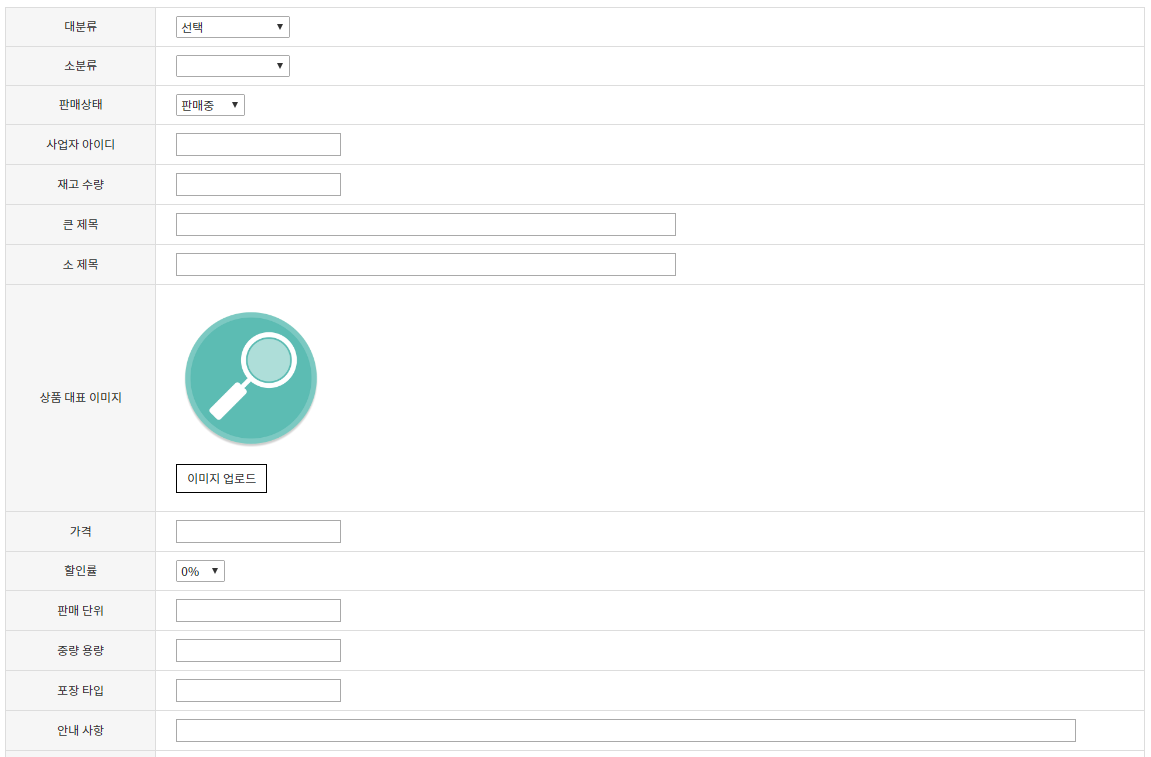 대분류 선택
소분류
판매상태 판매중
사업자 아이디
재고 수량
큰 제목
소 제목
상품 대표 이미지
이미지 업로드
가격
할인률 0%
판매 단위
중량 용량
포장 타입
안내 사항